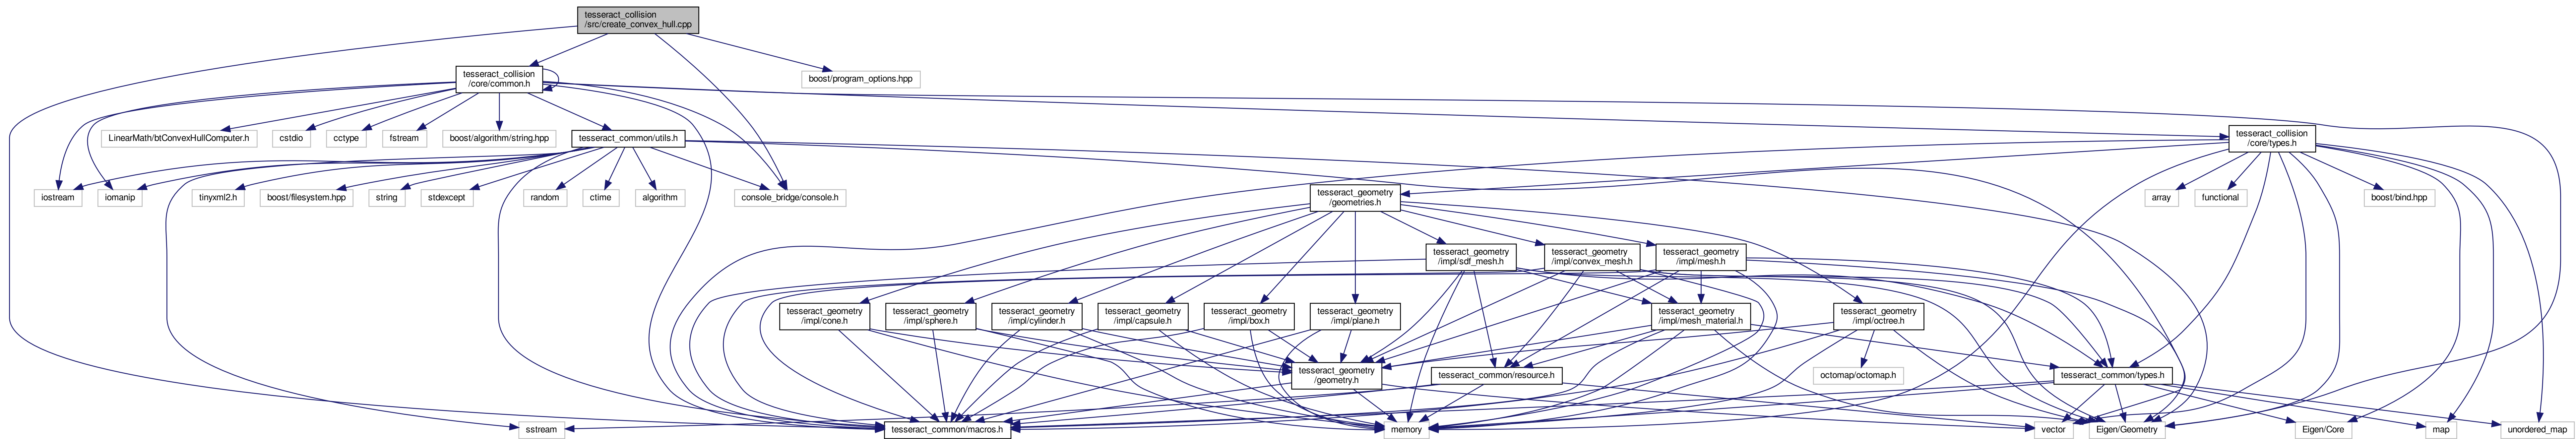 tesseract_collision
/src/create_convex_hull.cpp
tesseract_collision
/core/common.h
boost/program_options.hpp
LinearMath/btConvexHullComputer.h
cstdio
cctype
fstream
boost/algorithm/string.hpp
tesseract_common/utils.h
tesseract_collision
/core/types.h
iostream
iomanip
tinyxml2.h
boost/filesystem.hpp
string
stdexcept
random
ctime
algorithm
console_bridge/console.h
tesseract_geometry
/geometries.h
array
functional
boost/bind.hpp
tesseract_geometry
/impl/sdf_mesh.h
tesseract_geometry
/impl/convex_mesh.h
tesseract_geometry
/impl/mesh.h
tesseract_geometry
/impl/cone.h
tesseract_geometry
/impl/sphere.h
tesseract_geometry
/impl/cylinder.h
tesseract_geometry
/impl/capsule.h
tesseract_geometry
/impl/box.h
tesseract_geometry
/impl/plane.h
tesseract_geometry
/impl/mesh_material.h
tesseract_geometry
/impl/octree.h
tesseract_geometry
/geometry.h
tesseract_common/resource.h
octomap/octomap.h
tesseract_common/types.h
sstream
tesseract_common/macros.h
memory
vector
Eigen/Geometry
Eigen/Core
map
unordered_map